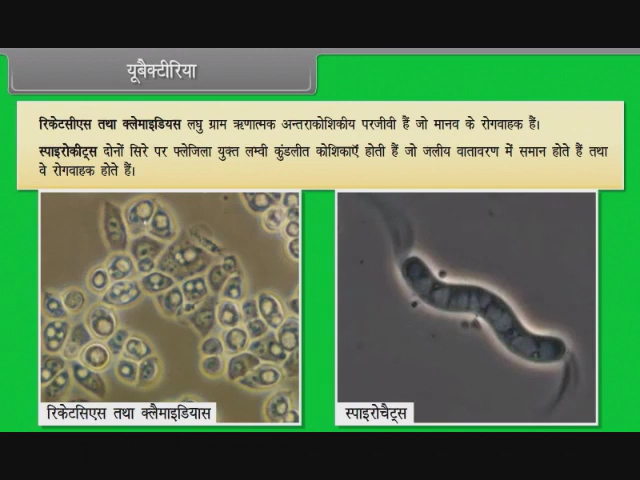 यूबैक्टीरिया
रिकेटसीएस तथा क्लेमाइडियस लघु ग्राम ऋणात्मक अन्तराकोशिकीय परजीवी हैं जो मानव के रोगवाहक हैं।
स्पाइरोकीट्स दोनों सिरे पर फ्लेजिला युक्त लम्वी कुंडलीत कोशिकाएँ होती हैं जो जलीय वातावरण में समान होते हैं तथा
वे रोगवाहक होते हैं।
रिकेटसिएस तथा क्लैमाइडियास
स्पाइरोचैट्स